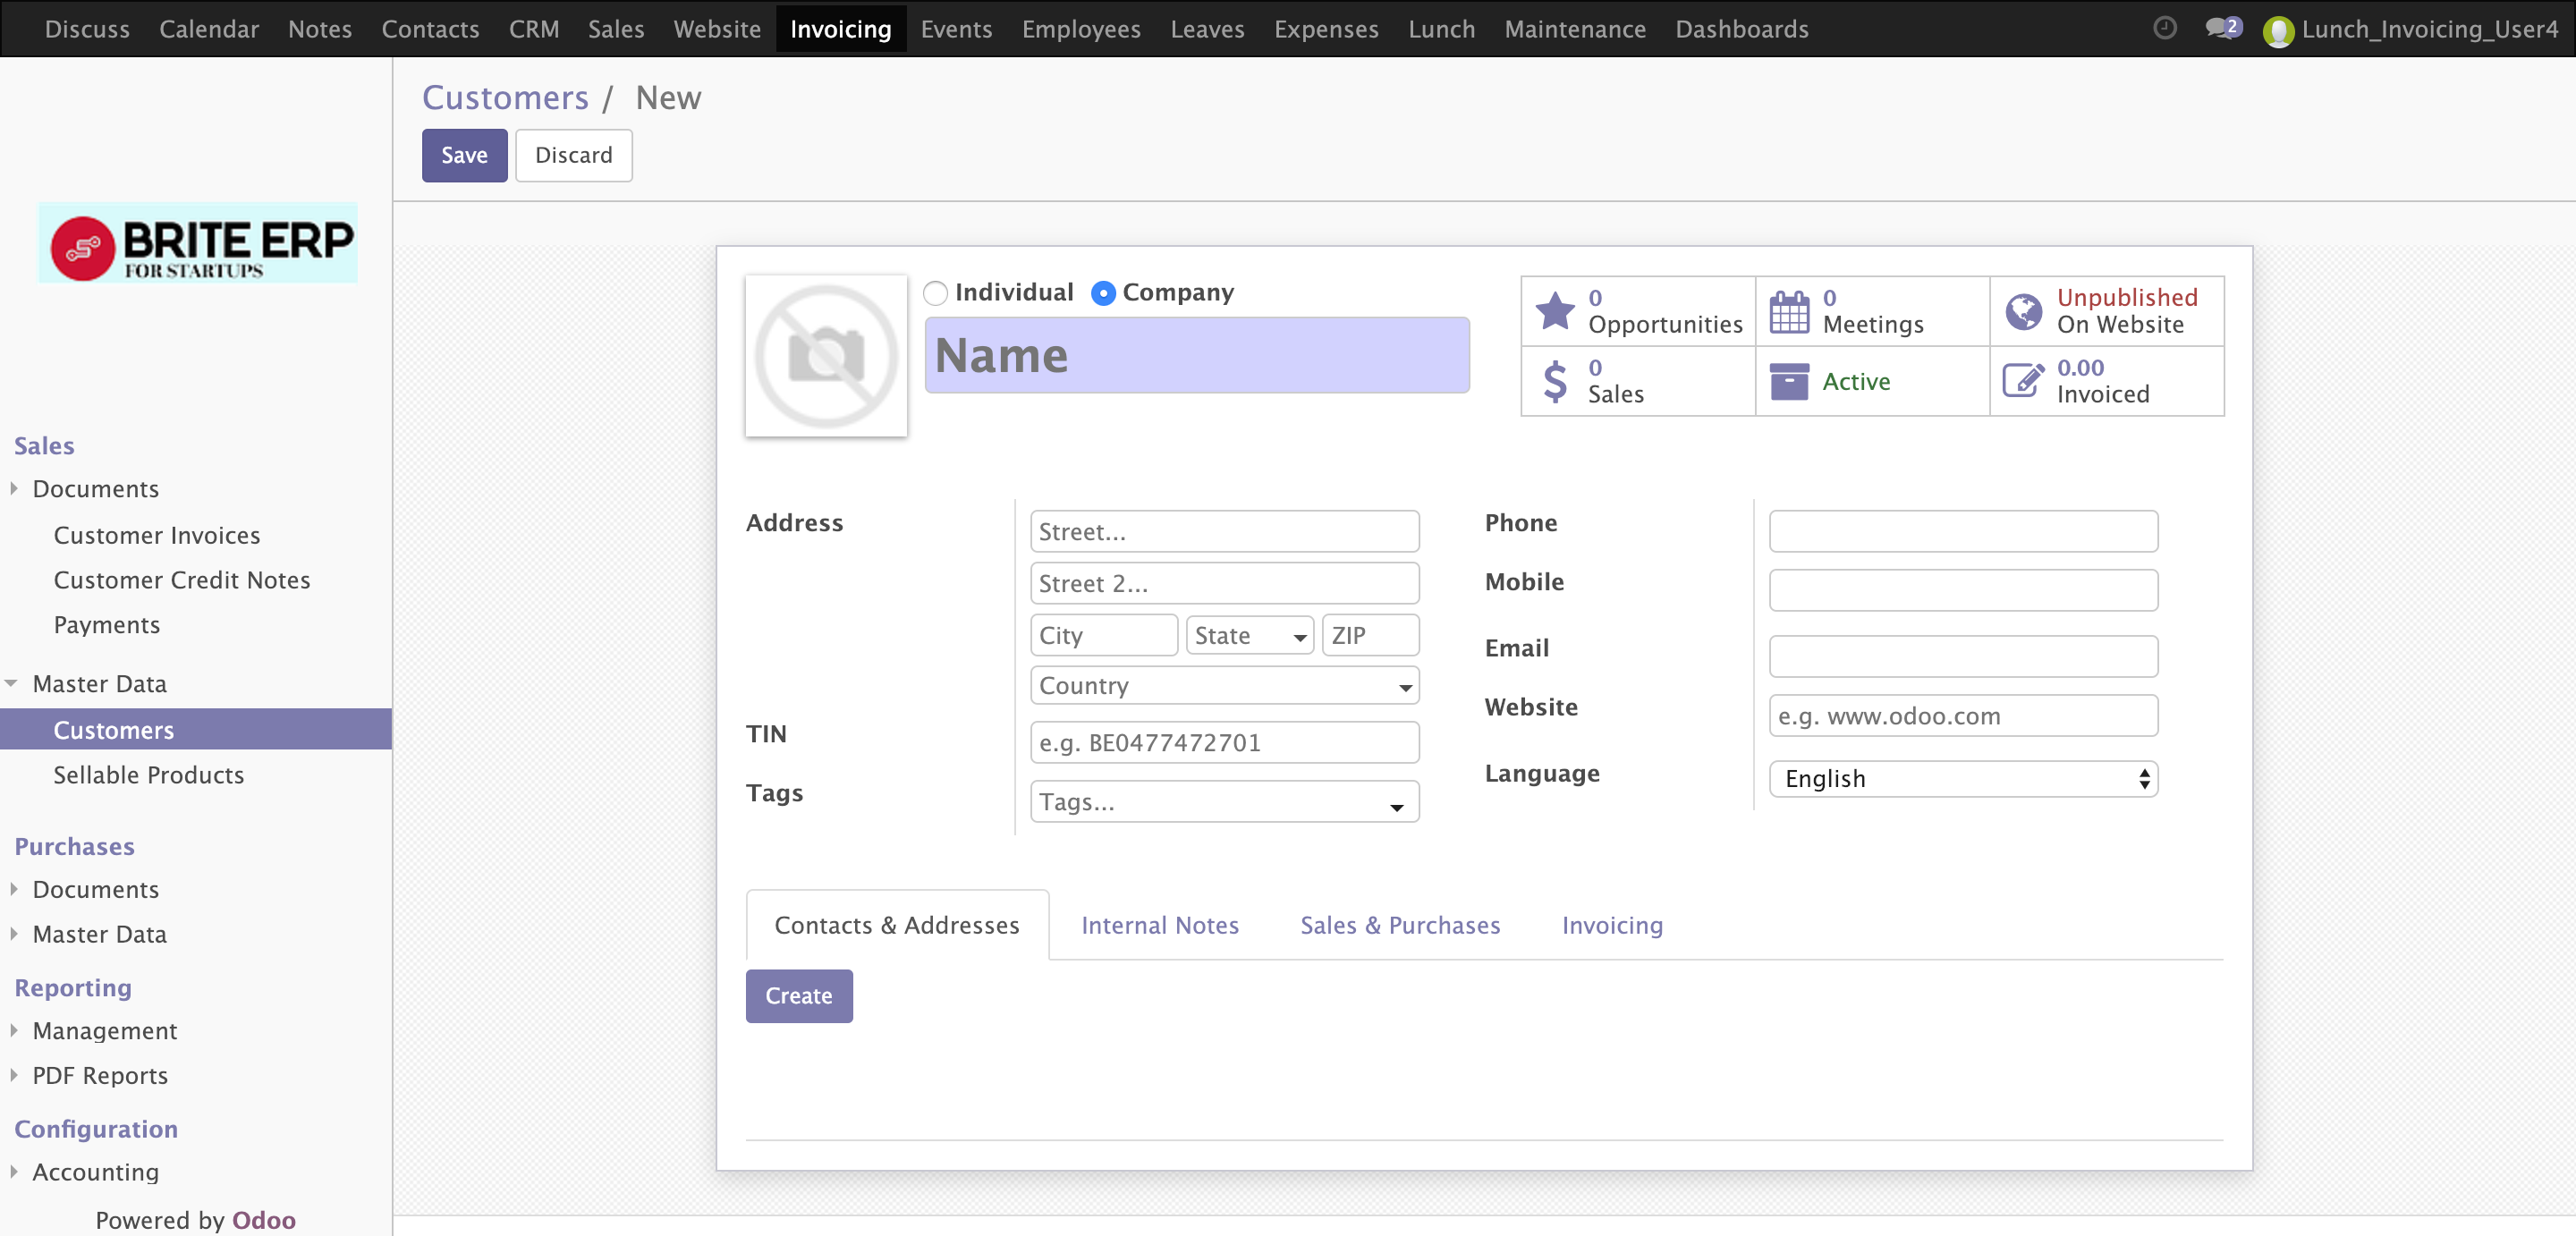 Discuss Calendar Notes Contacts CRM Sales Website Invoicing Events Employees Leaves Expenses Lunch Maintenance Dashboards 2 Lunch_Invoicing_User4
Customers / New
Save Discard
BRITE ERP
FOR STARTUPS
Sales
Documents
Customer Invoices
Customer Credit Notes
Payments
Master Data
Customers
Sellable Products
Purchases
Documents
Master Data
Reporting
Management
PDF Reports
Configuration
Accounting
Powered by Odoo
Individual Company
Name
0
Opportunities
0
Meetings
Unpublished
On Website
0
Sales
Active
0.00
Invoiced
Address
Street...
Street 2...
City State ZIP
Country
TIN e.g. BE0477472701
Tags Tags...
Phone
Mobile
Email
Website e.g. www.odoo.com
Language English
Contacts & Addresses Internal Notes Sales & Purchases Invoicing
Create